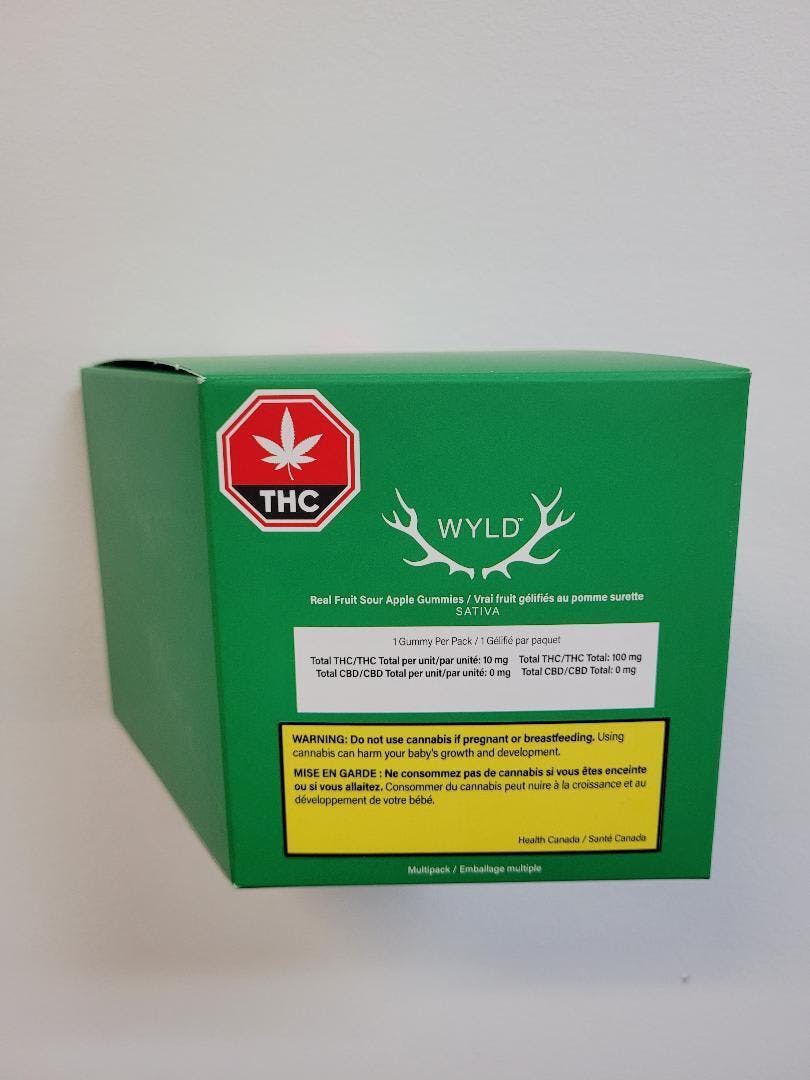 THC
WYLD™
Real Fruit Sour Apple Gummies / Vrai fruit gélifiés au pomme surette
SATIVA
1 Gummy Per Pack / 1 Gélifié par paquet
Total THC/THC Total per unit/par unité: 10 mg Total THC/THC Total: 100 mg
Total CBD/CBD Total per unit/par unité: 0 mg Total CBD/CBD Total: 0 mg
WARNING: Do not use cannabis if pregnant or breastfeeding. Using
cannabis can harm your baby's growth and development.
MISE EN GARDE : Ne consommez pas de cannabis si vous êtes enceinte
ou si vous allaitez. Consommer du cannabis peut nuire à la croissance et au
développement de votre bébé.
Health Canada / Santé Canada
Multipack / Emballage multiple